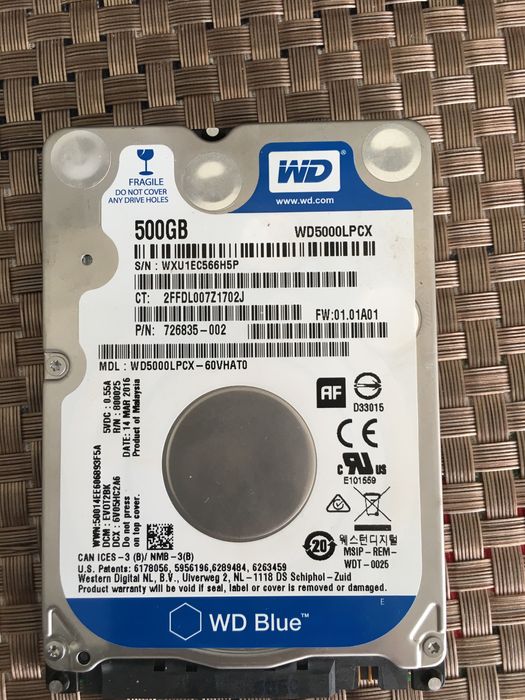 FRAGILE
DO NOT COVER
ANY DRIVE HOLES
WD
www.wd.com
500GB
WD5000LPCX
S/N : WXU1EC566H5P
CT: 2FFDL007Z1702J
FW:01.01A01
P/N: 726835-002
MDL : WD5000LPCX-60VHAT0
WWN:50014EE606B93F5A
DCM : EVOT2BK
DCX : 6V05HC2A6
Do not press
on top cover.
5VDC : 0.55A
R/N : 800025
DATE: 14 MAR 2016
Product of Malaysia
AF
D33015
CE
c RU us
E101559
20
웨스턴디지털
MSIP-REM-
WDT-0025
CAN ICES-3 (B)/ NMB-3(B)
U.S. Patents: 6178056, 5956196,6289484, 6263459
Western Digital NL, B.V., Ulverweg 2, NL-1118 DS Schiphol-Zuid
Product warranty will be void if seal, label or cover is removed or damaged.
E
WD Blue™